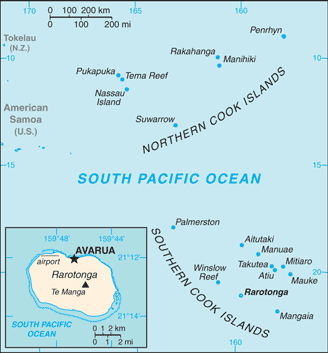 170
0 100 200 km
0 100 200 mi
165
160
Tokelau
(N.Z.)
Penrhyn
10
Rakahanga
Manihiki
10
Pukapuka
Tema Reef
Nassau
Island
NORTHERN COOK ISLANDS
American
Samoa
(U.S.)
Suwarrow
15
15
SOUTH PACIFIC OCEAN
Palmerston
SOUTHERN COOK ISLANDS
Aitutaki
Manuae
Mitiaro
Takutea
Atiu
Mauke
20
Winslow
Reef
Rarotonga
Mangaia
160
159°48'
159°44'
AVARUA
21°12'
airport
Rarotonga
Te Manga
21°14'
SOUTH PACIFIC
OCEAN
0 1 2 km
0 1 2 mi